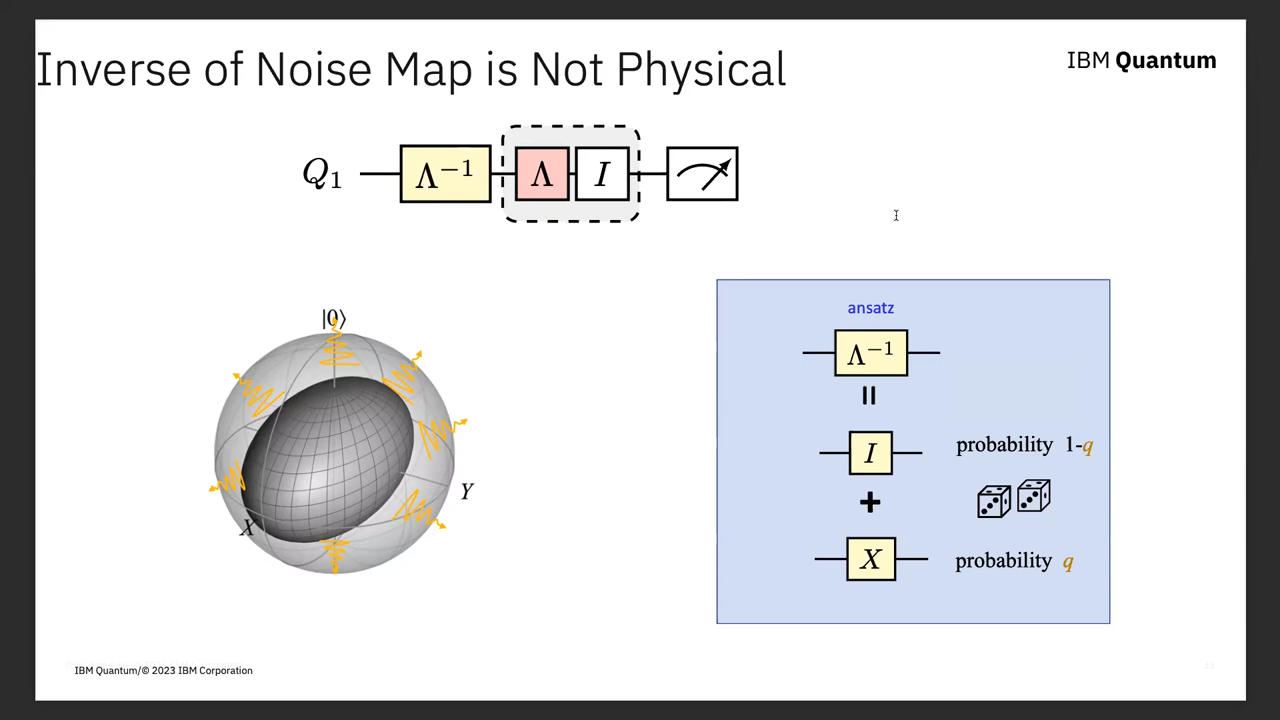 Inverse of Noise Map is Not Physical
IBM Quantum
Q₁ Λ⁻¹ Λ I
|0⟩
Y
X
ansatz
Λ⁻¹
=
I probability 1-q
+
X probability q
IBM Quantum/© 2023 IBM Corporation